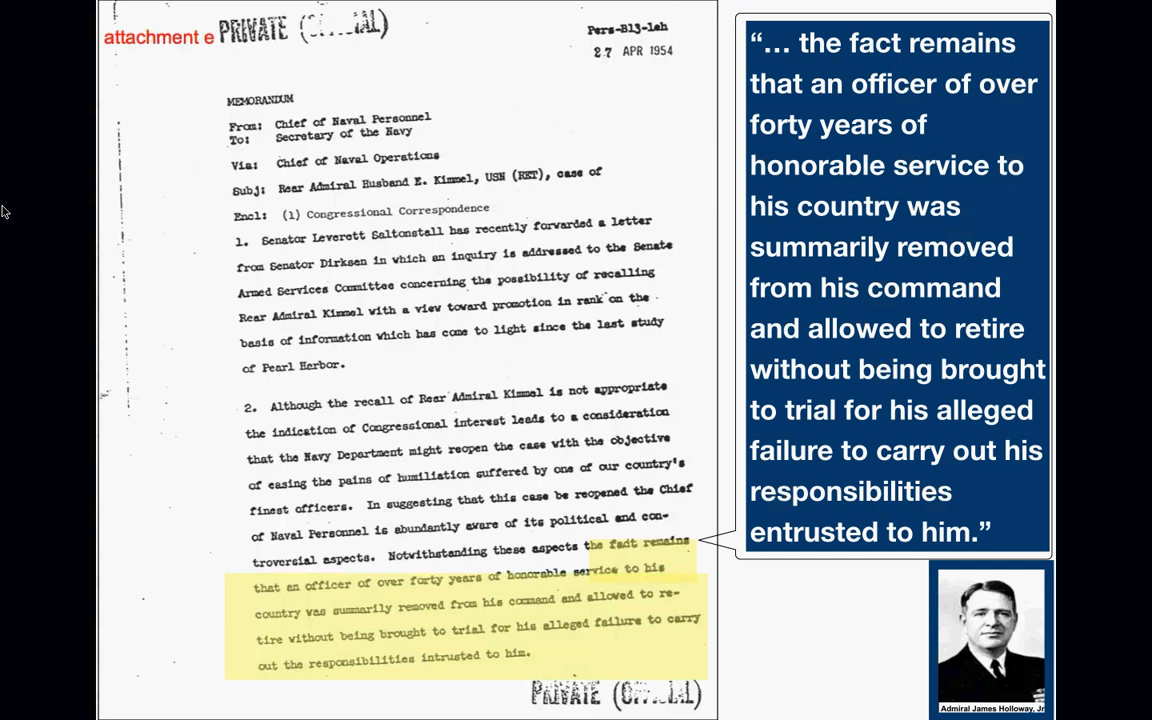 attachment e PRIVATE (
Pers-B13-leh
27 APR 1954
MEMORANDUM
From: Chief of Naval Personnel
To: Secretary of the Navy
Via: Chief of Naval Operations
Subj: Rear Admiral Husband E. Kimmel, USN (RET), case of
Encl: (1) Congressional Correspondence
1. Senator Leverett Saltonstall has recently forwarded a letter
from Senator Dirksen in which an inquiry is addressed to the Senate
Armed Services Committee concerning the possibility of recalling
Rear Admiral Kimmel with a view toward promotion in rank on the
basis of information which has come to light since the last study
of Pearl Harbor.
2. Although the recall of Rear Admiral Kimmel is not appropriate
the indication of Congressional interest leads to a consideration
that the Navy Department might reopen the case with the objective
of easing the pains of humiliation suffered by one of our country's
finest officers. In suggesting that this case be reopened the Chief
of Naval Personnel is abundantly aware of its political and con-
troversial aspects. Notwithstanding these aspects the fact remains
that an officer of over forty years of honorable service to his
country was summarily removed from his command and allowed to re-
tire without being brought to trial for his alleged failure to carry
out the responsibilities intrusted to him.
PRIVATE (
“... the fact remains
that an officer of over
forty years of
honorable service to
his country was
summarily removed
from his command
and allowed to retire
without being brought
to trial for his alleged
failure to carry out his
responsibilities
entrusted to him.”
Admiral James Holloway, Jr